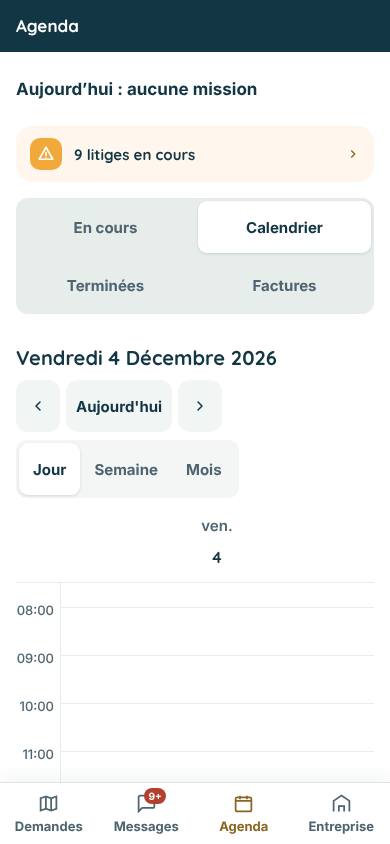 Agenda
Aujourd’hui : aucune mission
9 litiges en cours
En cours
Calendrier
Terminées
Factures
Vendredi 4 Décembre 2026
Aujourd'hui
Jour
Semaine
Mois
ven.
4
08:00
09:00
10:00
11:00
9+
Demandes
Messages
Agenda
Entreprise